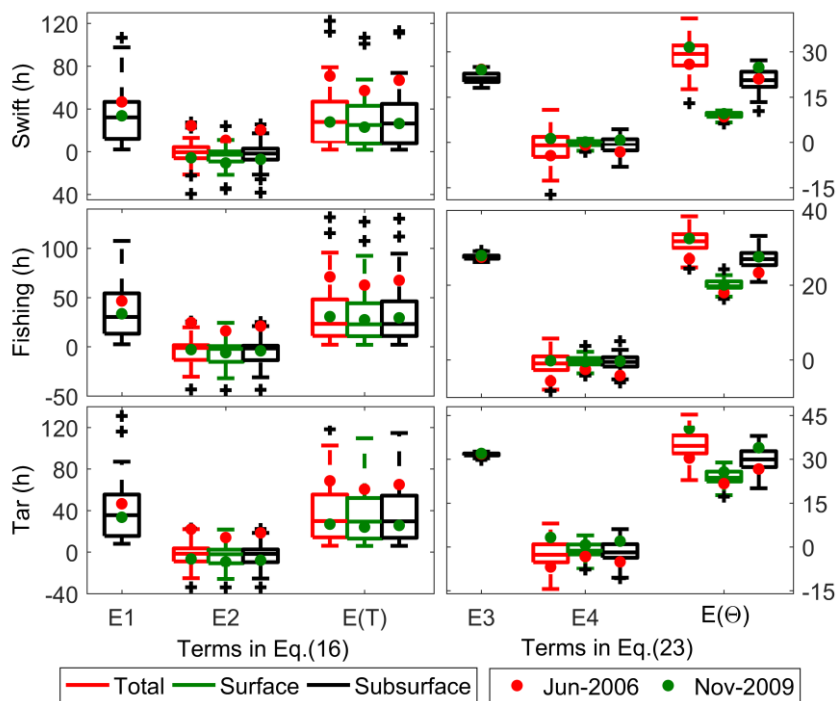 Swift (h)
120
80
40
0
40
30
15
0
-15
Fishing (h)
100
50
0
-50
40
20
0
Tar (h)
120
80
40
0
-40
45
30
15
0
-15
E1 E2 E(T)
E3 E4 E(Θ)
Terms in Eq.(16)
Terms in Eq.(23)
Total Surface Subsurface
Jun-2006 Nov-2009